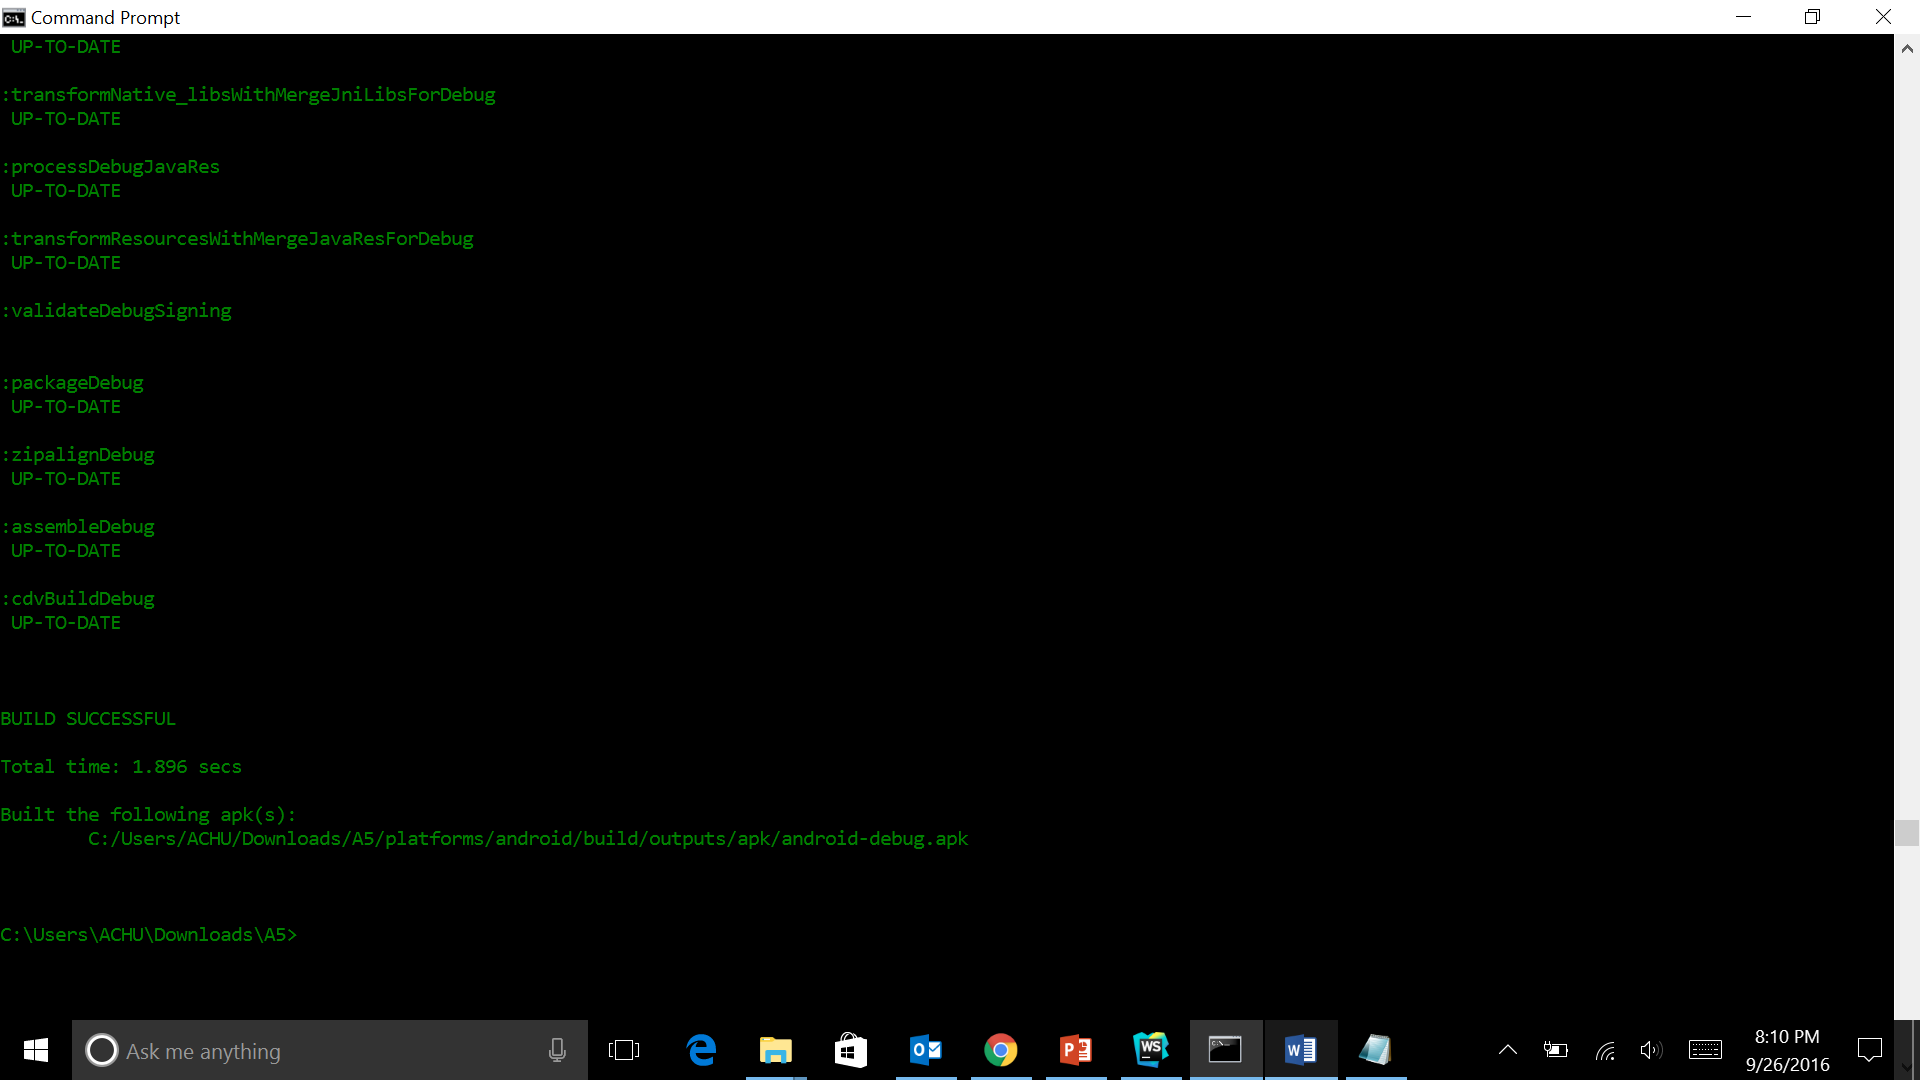 Command Prompt
UP-TO-DATE
:transformNative_libsWithMergeJniLibsForDebug
UP-TO-DATE
:processDebugJavaRes
UP-TO-DATE
:transformResourcesWithMergeJavaResForDebug
UP-TO-DATE
:validateDebugSigning
:packageDebug
UP-TO-DATE
:zipalignDebug
UP-TO-DATE
:assembleDebug
UP-TO-DATE
:cdvBuildDebug
UP-TO-DATE
BUILD SUCCESSFUL
Total time: 1.896 secs
Built the following apk(s):
C:/Users/ACHU/Downloads/A5/platforms/android/build/outputs/apk/android-debug.apk
C:\Users\ACHU\Downloads\A5>
Ask me anything
8:10 PM
9/26/2016